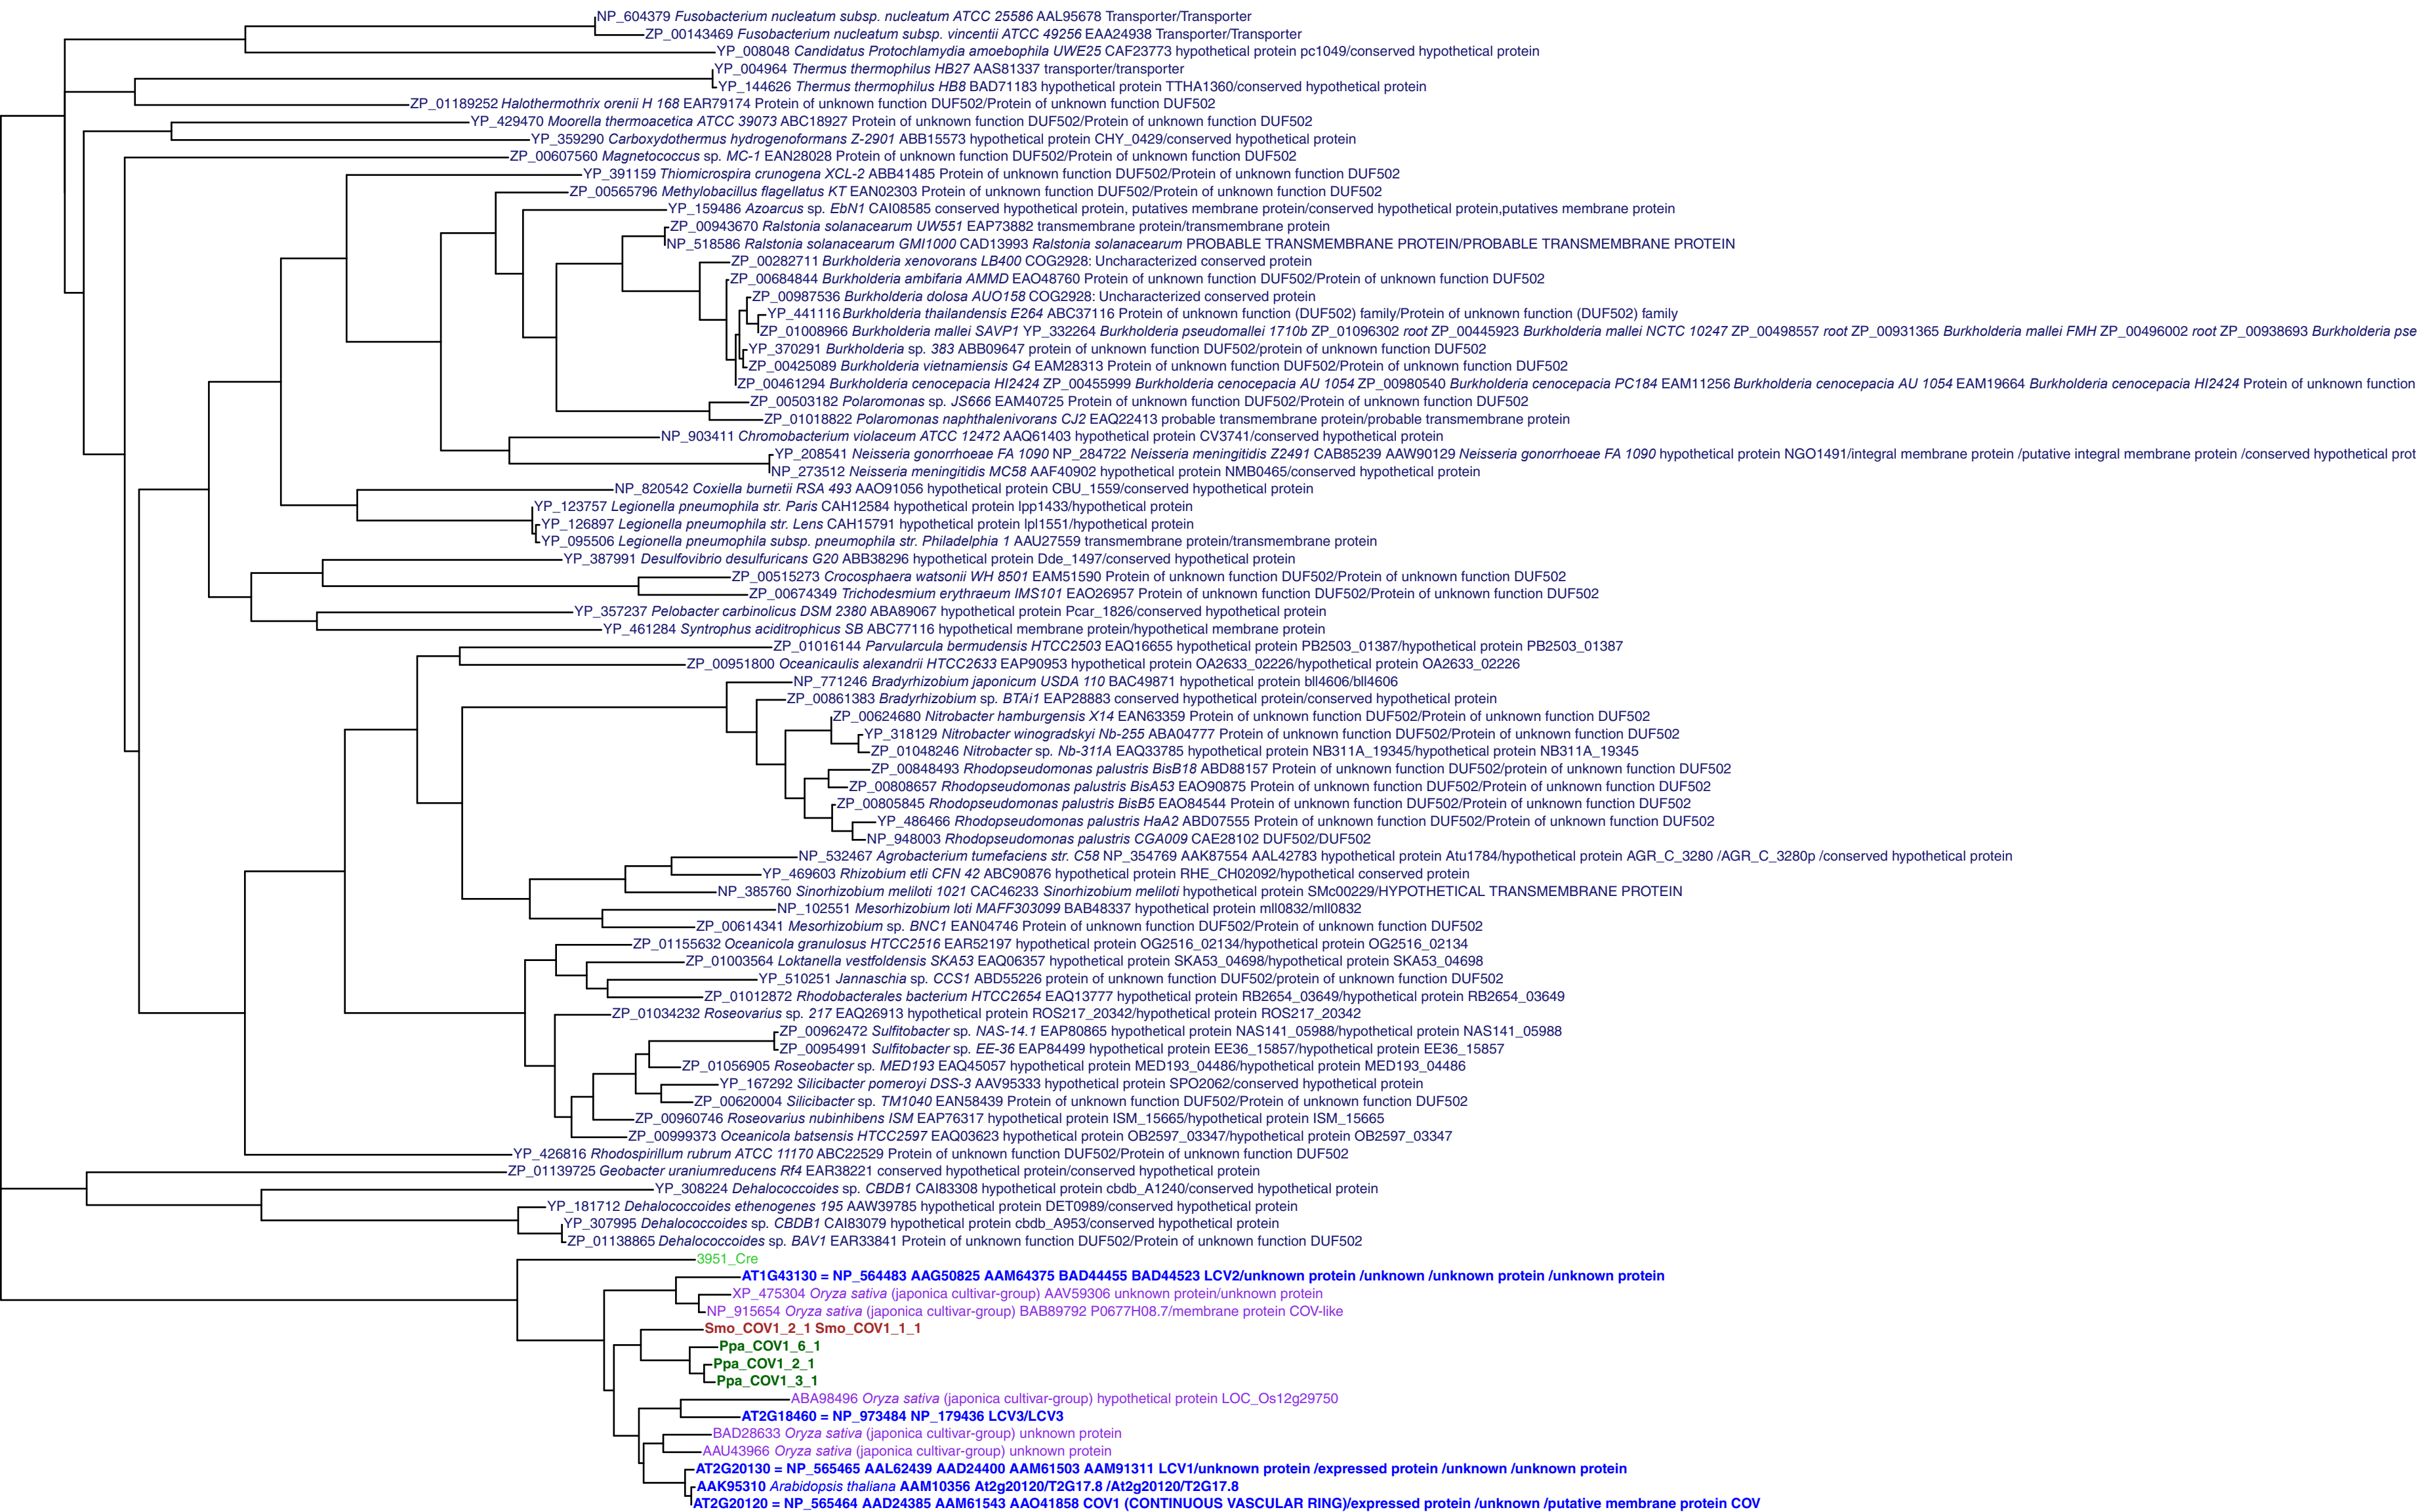 NP_604379 Fusobacterium nucleatum subsp. nucleatum ATCC 25586 AAL95678 Transporter/Transporter
ZP_00143469 Fusobacterium nucleatum subsp. vincentii ATCC 49256 EAA24938 Transporter/Transporter
YP_008048 Candidatus Protochlamydia amoebophila UWE25 CAF23773 hypothetical protein pc1049/conserved hypothetical protein
YP_004964 Thermus thermophilus HB27 AAS81337 transporter/transporter
YP_144626 Thermus thermophilus HB8 BAD71183 hypothetical protein TTHA1360/conserved hypothetical protein
ZP_01189252 Halothermothrix orenii H 168 EAR79174 Protein of unknown function DUF502/Protein of unknown function DUF502
YP_429470 Moorella thermoacetica ATCC 39073 ABC18927 Protein of unknown function DUF502/Protein of unknown function DUF502
YP_359290 Carboxydothermus hydrogenoformans Z-2901 ABB15573 hypothetical protein CHY_0429/conserved hypothetical protein
ZP_00607560 Magnetococcus sp. MC-1 EAN28028 Protein of unknown function DUF502/Protein of unknown function DUF502
YP_391159 Thiomicrospira crunogena XCL-2 ABB41485 Protein of unknown function DUF502/Protein of unknown function DUF502
ZP_00565796 Methylobacillus flagellatus KT EAN02303 Protein of unknown function DUF502/Protein of unknown function DUF502
YP_159486 Azoarcus sp. EbN1 CAI08585 conserved hypothetical protein, putatives membrane protein/conserved hypothetical protein,putatives membrane protein
ZP_00943670 Ralstonia solanacearum UW551 EAP73882 transmembrane protein/transmembrane protein
NP_518586 Ralstonia solanacearum GMI1000 CAD13993 Ralstonia solanacearum PROBABLE TRANSMEMBRANE PROTEIN/PROBABLE TRANSMEMBRANE PROTEIN
ZP_00282711 Burkholderia xenovorans LB400 COG2928: Uncharacterized conserved protein
ZP_00684844 Burkholderia ambifaria AMMD EAO48760 Protein of unknown function DUF502/Protein of unknown function DUF502
ZP_00987536 Burkholderia dolosa AUO158 COG2928: Uncharacterized conserved protein
YP_441116 Burkholderia thailandensis E264 ABC37116 Protein of unknown function (DUF502) family/Protein of unknown function (DUF502) family
ZP_01008966 Burkholderia mallei SAVP1 YP_332264 Burkholderia pseudomallei 1710b ZP_01096302 root ZP_00445923 Burkholderia mallei NCTC 10247 ZP_00498557 root ZP_00931365 Burkholderia mallei FMH ZP_00496002 root ZP_00938693 Burkholderia pse
YP_370291 Burkholderia sp. 383 ABB09647 protein of unknown function DUF502/protein of unknown function DUF502
ZP_00425089 Burkholderia vietnamiensis G4 EAM28313 Protein of unknown function DUF502/Protein of unknown function DUF502
ZP_00461294 Burkholderia cenocepacia HI2424 ZP_00455999 Burkholderia cenocepacia AU 1054 ZP_00980540 Burkholderia cenocepacia PC184 EAM11256 Burkholderia cenocepacia AU 1054 EAM19664 Burkholderia cenocepacia HI2424 Protein of unknown function
ZP_00503182 Polaromonas sp. JS666 EAM40725 Protein of unknown function DUF502/Protein of unknown function DUF502
ZP_01018822 Polaromonas naphthalenivorans CJ2 EAQ22413 probable transmembrane protein/probable transmembrane protein
NP_903411 Chromobacterium violaceum ATCC 12472 AAQ61403 hypothetical protein CV3741/conserved hypothetical protein
YP_208541 Neisseria gonorrhoeae FA 1090 NP_284722 Neisseria meningitidis Z2491 CAB85239 AAW90129 Neisseria gonorrhoeae FA 1090 hypothetical protein NGO1491/integral membrane protein /putative integral membrane protein /conserved hypothetical prot
NP_273512 Neisseria meningitidis MC58 AAF40902 hypothetical protein NMB0465/conserved hypothetical protein
NP_820542 Coxiella burnetii RSA 493 AAO91056 hypothetical protein CBU_1559/conserved hypothetical protein
YP_123757 Legionella pneumophila str. Paris CAH12584 hypothetical protein lpp1433/hypothetical protein
YP_126897 Legionella pneumophila str. Lens CAH15791 hypothetical protein lpl1551/hypothetical protein
YP_095506 Legionella pneumophila subsp. pneumophila str. Philadelphia 1 AAU27559 transmembrane protein/transmembrane protein
YP_387991 Desulfovibrio desulfuricans G20 ABB38296 hypothetical protein Dde_1497/conserved hypothetical protein
ZP_00515273 Crocosphaera watsonii WH 8501 EAM51590 Protein of unknown function DUF502/Protein of unknown function DUF502
ZP_00674349 Trichodesmium erythraeum IMS101 EAO26957 Protein of unknown function DUF502/Protein of unknown function DUF502
YP_357237 Pelobacter carbinolicus DSM 2380 ABA89067 hypothetical protein Pcar_1826/conserved hypothetical protein
YP_461284 Syntrophus aciditrophicus SB ABC77116 hypothetical membrane protein/hypothetical membrane protein
ZP_01016144 Parvularcula bermudensis HTCC2503 EAQ16655 hypothetical protein PB2503_01387/hypothetical protein PB2503_01387
ZP_00951800 Oceanicaulis alexandrii HTCC2633 EAP90953 hypothetical protein OA2633_02226/hypothetical protein OA2633_02226
NP_771246 Bradyrhizobium japonicum USDA 110 BAC49871 hypothetical protein bll4606/bll4606
ZP_00861383 Bradyrhizobium sp. BTAi1 EAP28883 conserved hypothetical protein/conserved hypothetical protein
ZP_00624680 Nitrobacter hamburgensis X14 EAN63359 Protein of unknown function DUF502/Protein of unknown function DUF502
YP_318129 Nitrobacter winogradskyi Nb-255 ABA04777 Protein of unknown function DUF502/Protein of unknown function DUF502
ZP_01048246 Nitrobacter sp. Nb-311A EAQ33785 hypothetical protein NB311A_19345/hypothetical protein NB311A_19345
ZP_00848493 Rhodopseudomonas palustris BisB18 ABD88157 Protein of unknown function DUF502/protein of unknown function DUF502
ZP_00808657 Rhodopseudomonas palustris BisA53 EAO90875 Protein of unknown function DUF502/Protein of unknown function DUF502
ZP_00805845 Rhodopseudomonas palustris BisB5 EAO84544 Protein of unknown function DUF502/Protein of unknown function DUF502
YP_486466 Rhodopseudomonas palustris HaA2 ABD07555 Protein of unknown function DUF502/Protein of unknown function DUF502
NP_948003 Rhodopseudomonas palustris CGA009 CAE28102 DUF502/DUF502
NP_532467 Agrobacterium tumefaciens str. C58 NP_354769 AAK87554 AAL42783 hypothetical protein Atu1784/hypothetical protein AGR_C_3280 /AGR_C_3280p /conserved hypothetical protein
YP_469603 Rhizobium etli CFN 42 ABC90876 hypothetical protein RHE_CH02092/hypothetical conserved protein
NP_385760 Sinorhizobium meliloti 1021 CAC46233 Sinorhizobium meliloti hypothetical protein SMc00229/HYPOTHETICAL TRANSMEMBRANE PROTEIN
NP_102551 Mesorhizobium loti MAFF303099 BAB48337 hypothetical protein mll0832/mll0832
ZP_00614341 Mesorhizobium sp. BNC1 EAN04746 Protein of unknown function DUF502/Protein of unknown function DUF502
ZP_01155632 Oceanicola granulosus HTCC2516 EAR52197 hypothetical protein OG2516_02134/hypothetical protein OG2516_02134
ZP_01003564 Loktanella vestfoldensis SKA53 EAQ06357 hypothetical protein SKA53_04698/hypothetical protein SKA53_04698
YP_510251 Jannaschia sp. CCS1 ABD55226 protein of unknown function DUF502/protein of unknown function DUF502
ZP_01012872 Rhodobacterales bacterium HTCC2654 EAQ13777 hypothetical protein RB2654_03649/hypothetical protein RB2654_03649
ZP_01034232 Roseovarius sp. 217 EAQ26913 hypothetical protein ROS217_20342/hypothetical protein ROS217_20342
ZP_00962472 Sulfitobacter sp. NAS-14.1 EAP80865 hypothetical protein NAS141_05988/hypothetical protein NAS141_05988
ZP_00954991 Sulfitobacter sp. EE-36 EAP84499 hypothetical protein EE36_15857/hypothetical protein EE36_15857
ZP_01056905 Roseobacter sp. MED193 EAQ45057 hypothetical protein MED193_04486/hypothetical protein MED193_04486
YP_167292 Silicibacter pomeroyi DSS-3 AAV95333 hypothetical protein SPO2062/conserved hypothetical protein
ZP_00620004 Silicibacter sp. TM1040 EAN58439 Protein of unknown function DUF502/Protein of unknown function DUF502
ZP_00960746 Roseovarius nubinhibens ISM EAP76317 hypothetical protein ISM_15665/hypothetical protein ISM_15665
ZP_00999373 Oceanicola batsensis HTCC2597 EAQ03623 hypothetical protein OB2597_03347/hypothetical protein OB2597_03347
YP_426816 Rhodospirillum rubrum ATCC 11170 ABC22529 Protein of unknown function DUF502/Protein of unknown function DUF502
ZP_01139725 Geobacter uraniumreducens Rf4 EAR38221 conserved hypothetical protein/conserved hypothetical protein
YP_308224 Dehalococcoides sp. CBDB1 CAI83308 hypothetical protein cbdb_A1240/conserved hypothetical protein
YP_181712 Dehalococcoides ethenogenes 195 AAW39785 hypothetical protein DET0989/conserved hypothetical protein
YP_307995 Dehalococcoides sp. CBDB1 CAI83079 hypothetical protein cbdb_A953/conserved hypothetical protein
ZP_01138865 Dehalococcoides sp. BAV1 EAR33841 Protein of unknown function DUF502/Protein of unknown function DUF502
3951_Cre
AT1G43130 = NP_564483 AAG50825 AAM64375 BAD44455 BAD44523 LCV2/unknown protein /unknown /unknown protein /unknown protein
XP_475304 Oryza sativa (japonica cultivar-group) AAV59306 unknown protein/unknown protein
NP_915654 Oryza sativa (japonica cultivar-group) BAB89792 P0677H08.7/membrane protein COV-like
Smo_COV1_2_1 Smo_COV1_1_1
Ppa_COV1_6_1
Ppa_COV1_2_1
Ppa_COV1_3_1
ABA98496 Oryza sativa (japonica cultivar-group) hypothetical protein LOC_Os12g29750
AT2G18460 = NP_973484 NP_179436 LCV3/LCV3
BAD28633 Oryza sativa (japonica cultivar-group) unknown protein
AAU43966 Oryza sativa (japonica cultivar-group) unknown protein
AT2G20130 = NP_565465 AAL62439 AAD24400 AAM61503 AAM91311 LCV1/unknown protein /expressed protein /unknown /unknown protein
AAK95310 Arabidopsis thaliana AAM10356 At2g20120/T2G17.8 /At2g20120/T2G17.8
AT2G20120 = NP_565464 AAD24385 AAM61543 AAO41858 COV1 (CONTINUOUS VASCULAR RING)/expressed protein /unknown /putative membrane protein COV